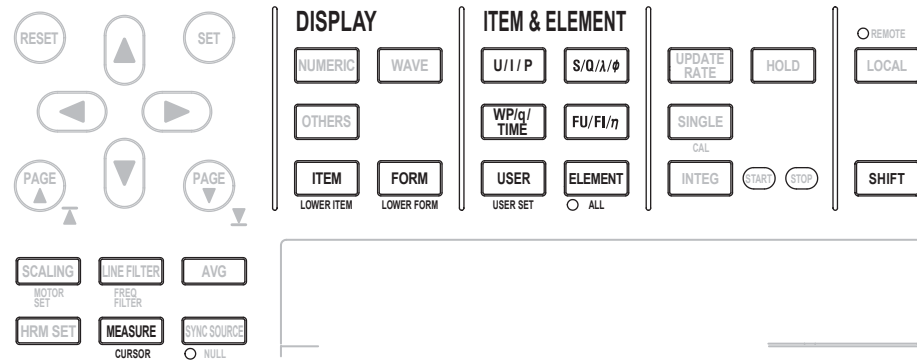 RESET
SET
PAGE
PAGE
DISPLAY
NUMERIC
WAVE
OTHERS
ITEM
FORM
LOWER ITEM
LOWER FORM
ITEM & ELEMENT
U/I/P
S/Q/λ/ϕ
WP/q/
TIME
FU/FI/η
USER
ELEMENT
USER SET
ALL
UPDATE
RATE
HOLD
SINGLE
CAL
INTEG
START
STOP
REMOTE
LOCAL
SHIFT
SCALING
LINE FILTER
AVG
MOTOR
SET
FREQ
FILTER
HRM SET
MEASURE
SYNC SOURCE
CURSOR
NULL